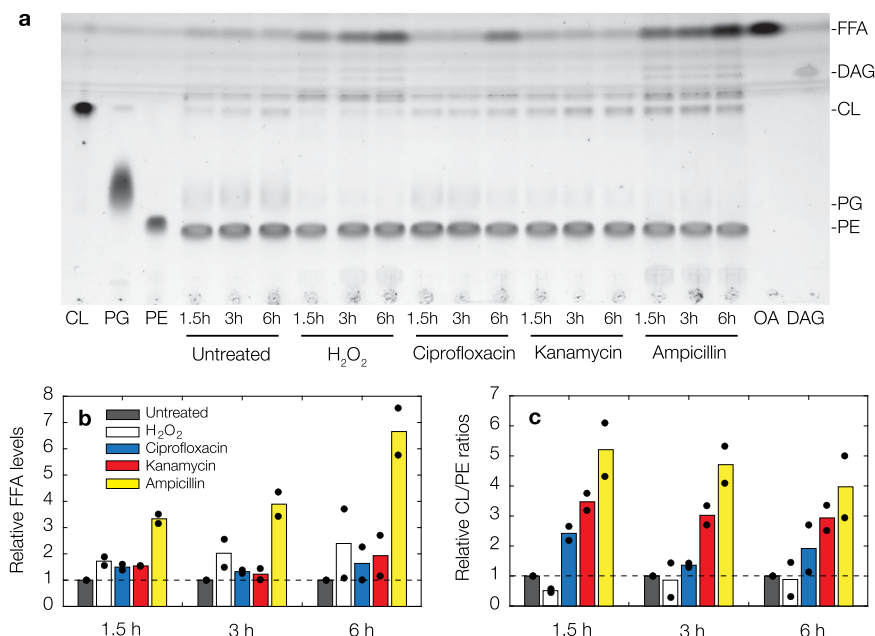 a
-FFA
-DAG
-CL
-PG
-PE
CL PG PE 1.5h 3h 6h 1.5h 3h 6h 1.5h 3h 6h 1.5h 3h 6h 1.5h 3h 6h OA DAG
Untreated H₂O₂ Ciprofloxacin Kanamycin Ampicillin
b
Relative FFA levels
8
7
6
5
4
3
2
1
0
Untreated
H₂O₂
Ciprofloxacin
Kanamycin
Ampicillin
1.5 h 3 h 6 h
c
Relative CL/PE ratios
7
6
5
4
3
2
1
0
1.5 h 3 h 6 h